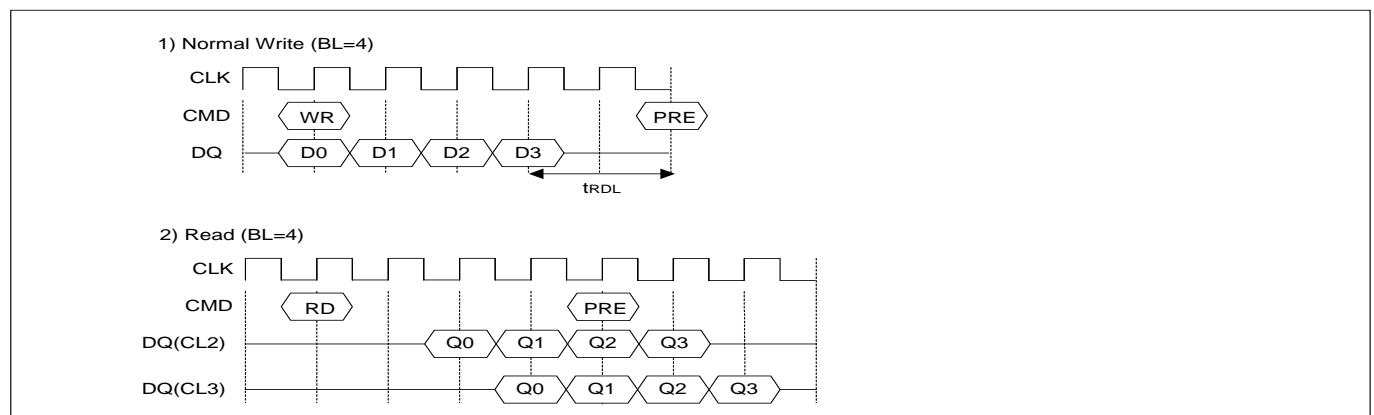 1) Normal Write (BL=4)
CLK
CMD WR PRE
DQ D0 D1 D2 D3
tRDL
2) Read (BL=4)
CLK
CMD RD PRE
DQ(CL2) Q0 Q1 Q2 Q3
DQ(CL3) Q0 Q1 Q2 Q3